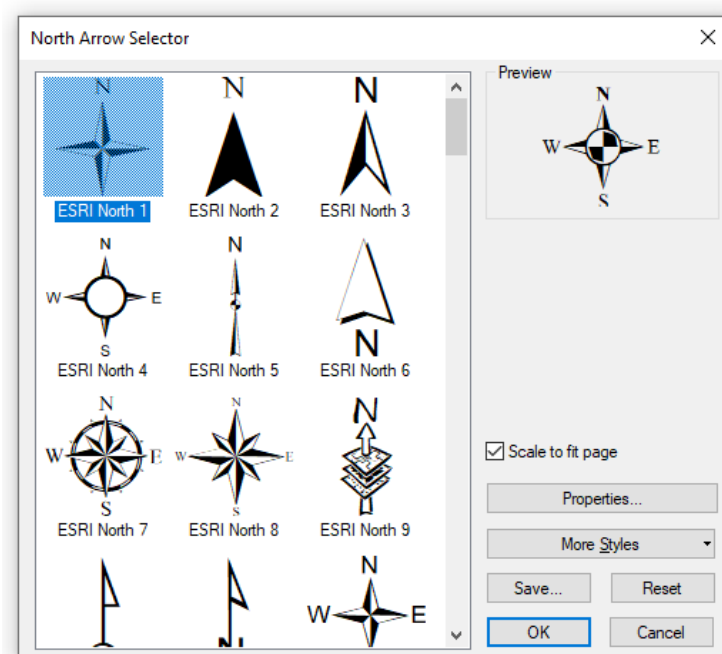 North Arrow Selector
N
N
N
ESRI North 1
ESRI North 2
ESRI North 3
N
W E
S
N
N
ESRI North 4
ESRI North 5
ESRI North 6
N
W E
S
N
W E
S
N
ESRI North 7
ESRI North 8
ESRI North 9
N
N
W E
Preview
N
W E
S
Scale to fit page
Properties...
More Styles
Save...
Reset
OK
Cancel